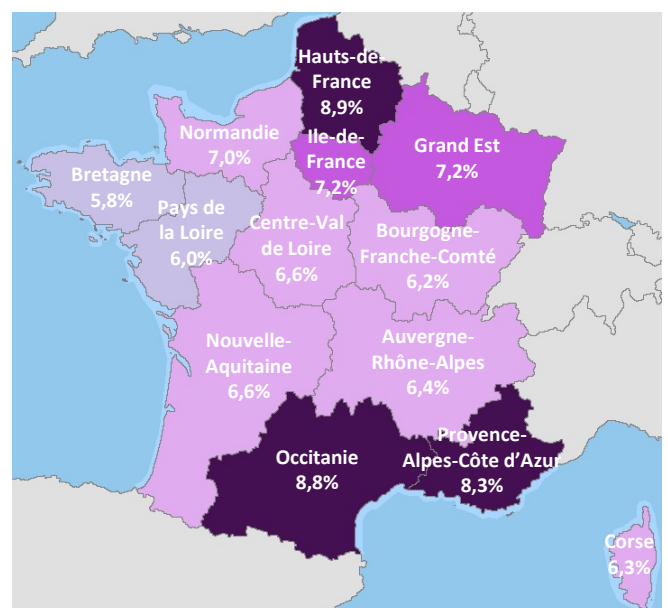 Hauts-de-
France
8,9%
Normandie
7,0%
Ile-de-
France
7,2%
Grand Est
7,2%
Bretagne
5,8%
Pays de
la Loire
6,0%
Centre-Val
de Loire
6,6%
Bourgogne-
Franche-Comté
6,2%
Nouvelle-
Aquitaine
6,6%
Auvergne-
Rhône-Alpes
6,4%
Occitanie
8,8%
Provence-
Alpes-Côte d’Azur
8,3%
Corse
6,3%